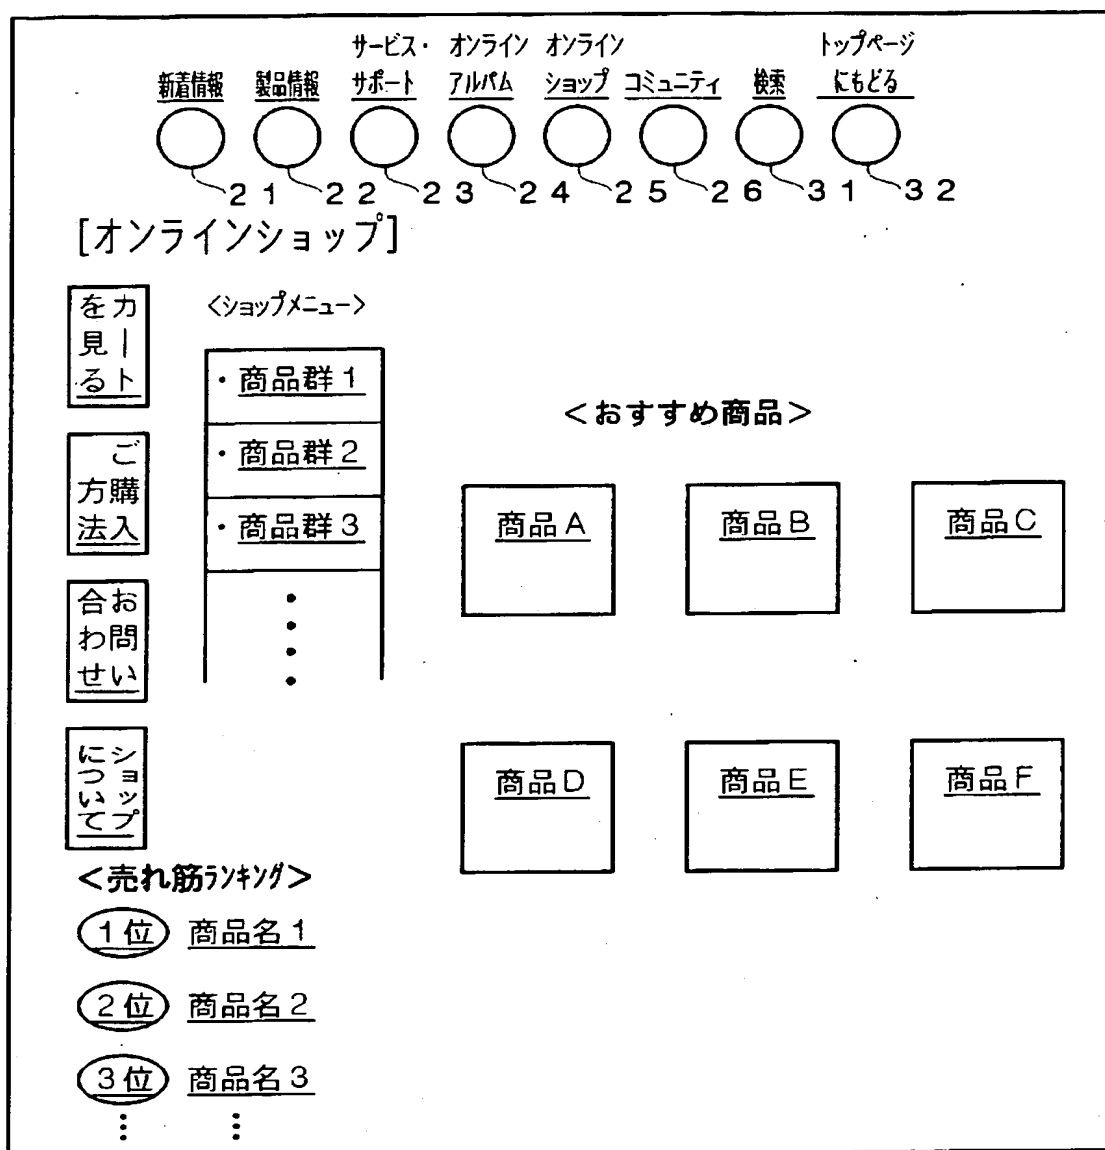 新着情報
製品情報
サービス・
サポート
オンライン
アルバム
オンライン
ショップ
コミュニティ
検索
トップページ
にもどる
21 22 23 24 25 26 31 32
[オンラインショップ]
カート
を見る
ご購入
方法
お問い
合わせ
ショップ
について
<ショップメニュー>
・商品群1
・商品群2
・商品群3
<おすすめ商品>
商品A
商品B
商品C
商品D
商品E
商品F
<売れ筋ランキング>
1位 商品名1
2位 商品名2
3位 商品名3